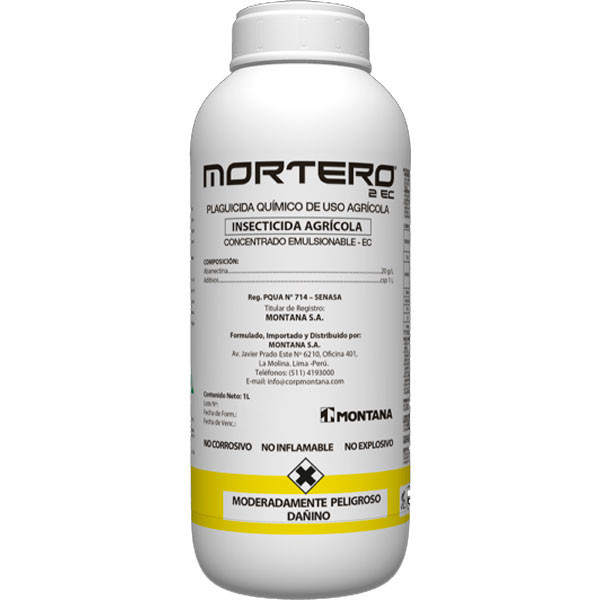 MORTERO®
2 EC
PLAGUICIDA QUÍMICO DE USO AGRÍCOLA
INSECTICIDA AGRÍCOLA
CONCENTRADO EMULSIONABLE - EC
COMPOSICIÓN:
Abamectina 20 g/L
Aditivos csp 1 L
Reg. PQUA N° 714 – SENASA
Titular de Registro:
MONTANA S.A.
Formulado, Importado y Distribuido por:
MONTANA S.A.
Av. Javier Prado Este Nº 6210, Oficina 401,
La Molina. Lima -Perú.
Teléfonos: (511) 4193000
E-mail: info@corpmontana.com
Contenido Neto: 1L
Lote Nº:
Fecha de Form.:
Fecha de Venc.:
MONTANA
NO CORROSIVO NO INFLAMABLE NO EXPLOSIVO
MODERADAMENTE PELIGROSO
DAÑINO